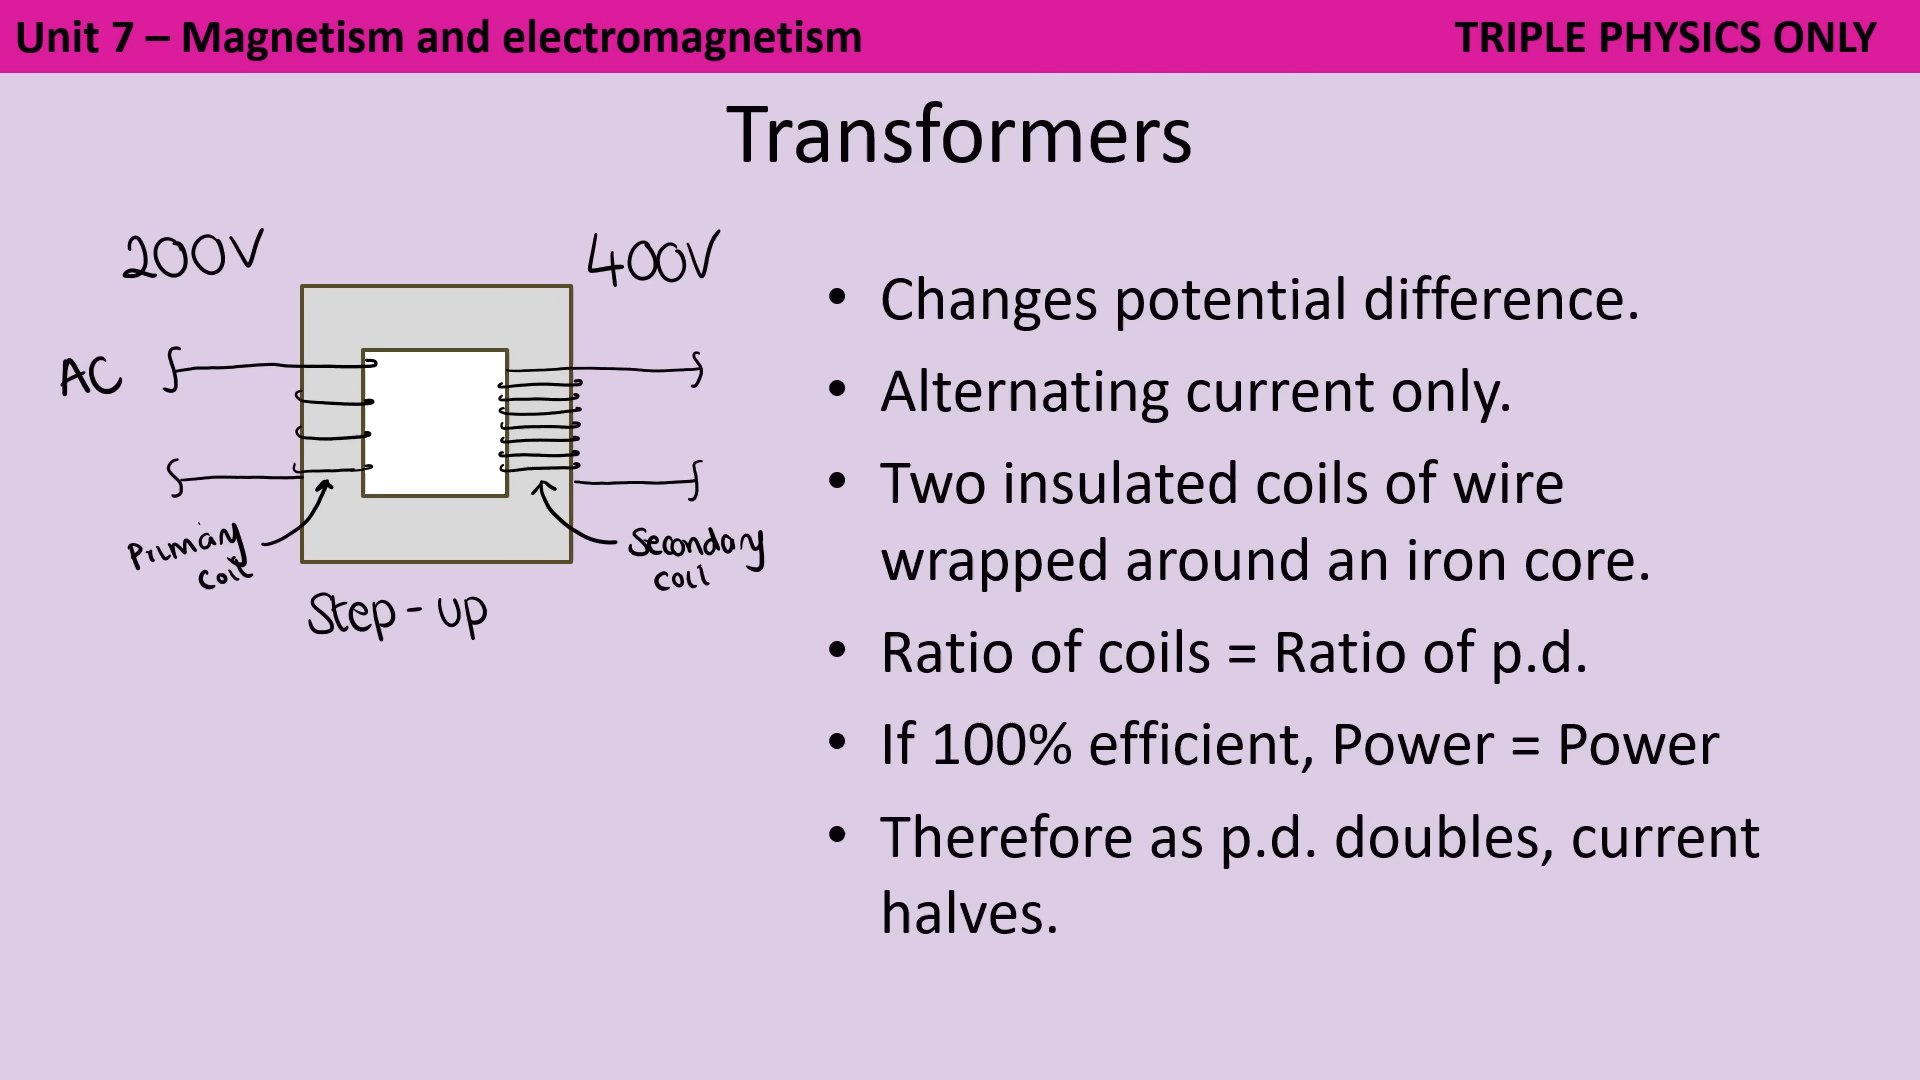 Unit 7 – Magnetism and electromagnetism
TRIPLE PHYSICS ONLY
Transformers
200V
400V
AC
Primary
coil
Secondary
coil
Step-up
• Changes potential difference.
• Alternating current only.
• Two insulated coils of wire
wrapped around an iron core.
• Ratio of coils = Ratio of p.d.
• If 100% efficient, Power = Power
• Therefore as p.d. doubles, current
halves.